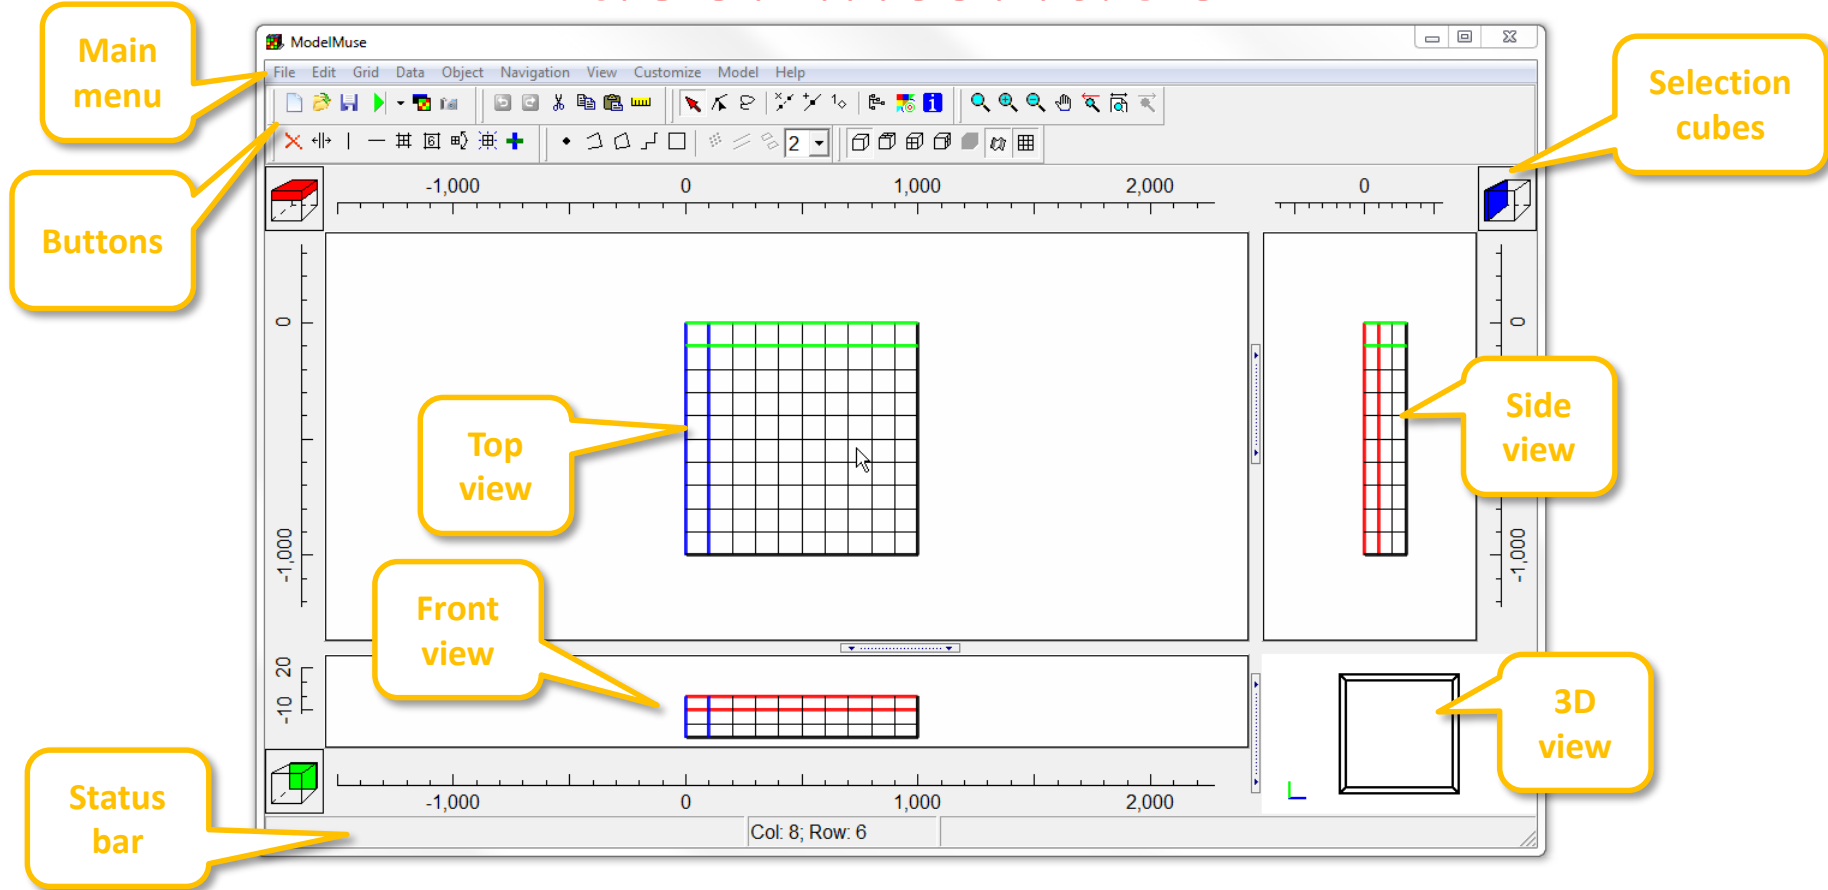 Main
menu
ModelMuse
File Edit Grid Data Object Navigation View Customize Model Help
Selection
cubes
2
Buttons
-1,000 0 1,000 2,000 0
0
0
Top
view
Side
view
-1,000
-1,000
Front
view
20
-10
3D
view
-1,000 0 1,000 2,000
Status
bar
Col: 8; Row: 6